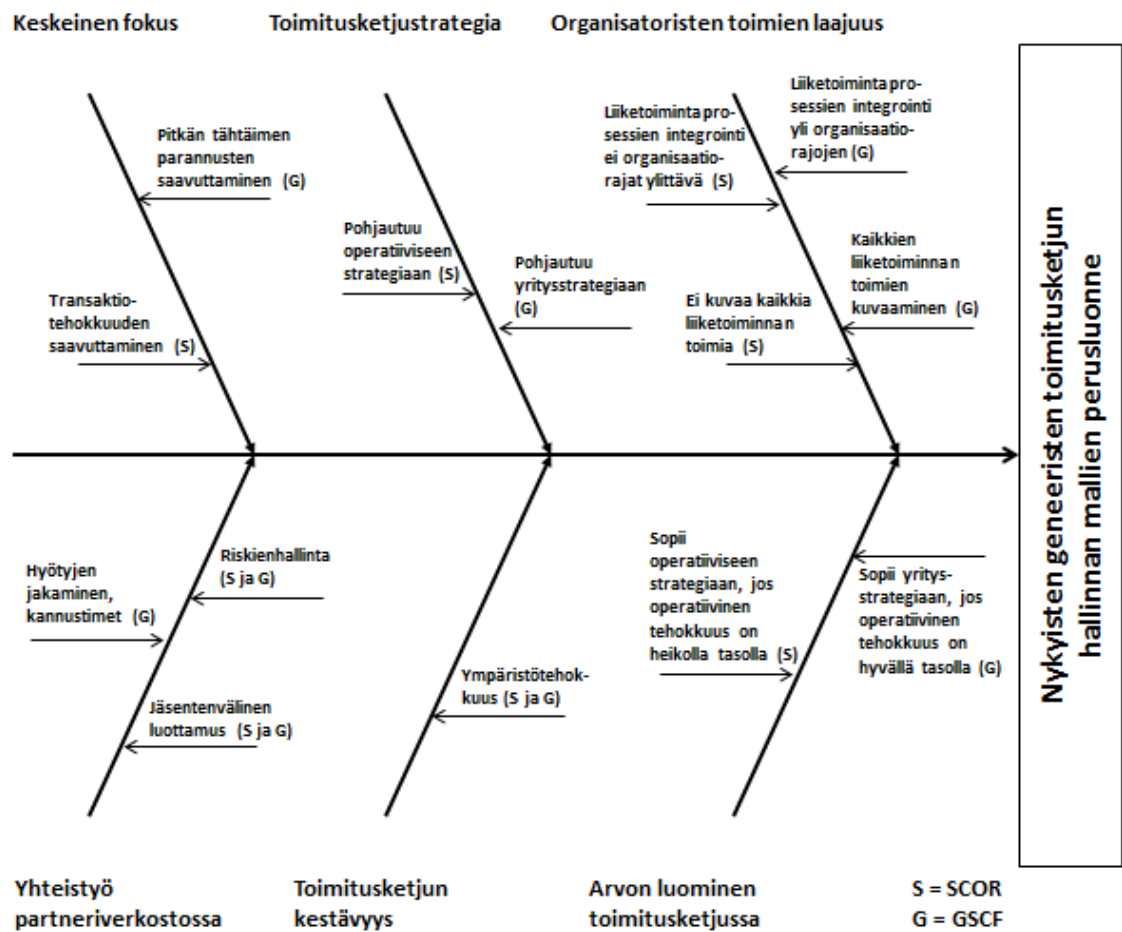 Keskeinen fokus
Toimitusketjustrategia
Organisatoristen toimien laajuus
Pitkän tähtäimen
parannusten
saavuttaminen (G)
Transaktio-
tehokkuuden
saavuttaminen (S)
Pohjautuu
operatiiviseen
strategiaan (S)
Pohjautuu
yritysstrategiaan
(G)
Liiketoimintapro-
sessien integrointi
ei organisaatio-
rajat ylittävä (S)
Liiketoimintapro-
sessien integrointi
yli organisaatio-
rajojen (G)
Ei kuvaa kaikkia
liiketoiminnan
toimia (S)
Kaikkien
liiketoiminnan
toimien
kuvaaminen (G)
Nykyisten geneeristen toimitusketjun
hallinnan mallien perusluonne
Hyötyjen
jakaminen,
kannustimet (G)
Riskienhallinta
(S ja G)
Jäsentenvälinen
luottamus (S ja G)
Ympäristötehok-
kuus (S ja G)
Sopii
operatiiviseen
strategiaan, jos
operatiivinen
tehokkuus on
heikolla tasolla (S)
Sopii yritys-
strategiaan, jos
operatiivinen
tehokkuus on
hyvällä tasolla (G)
Yhteistyö
partneriverkostossa
Toimitusketjun
kestävyys
Arvon luominen
toimitusketjussa
S = SCOR
G = GSCF